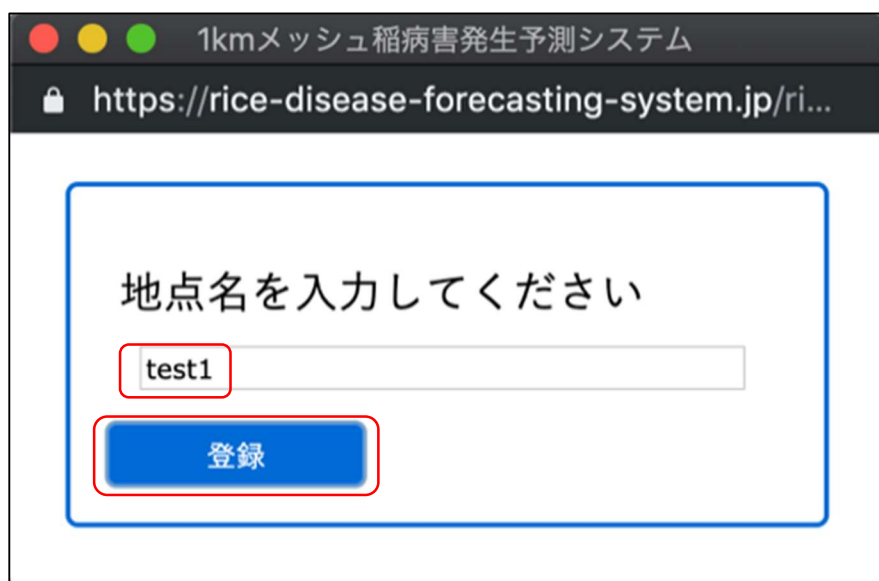 1kmメッシュ稲病害発生予測システム
https://rice-disease-forecasting-system.jp/ri...
地点名を入力してください
test1
登録